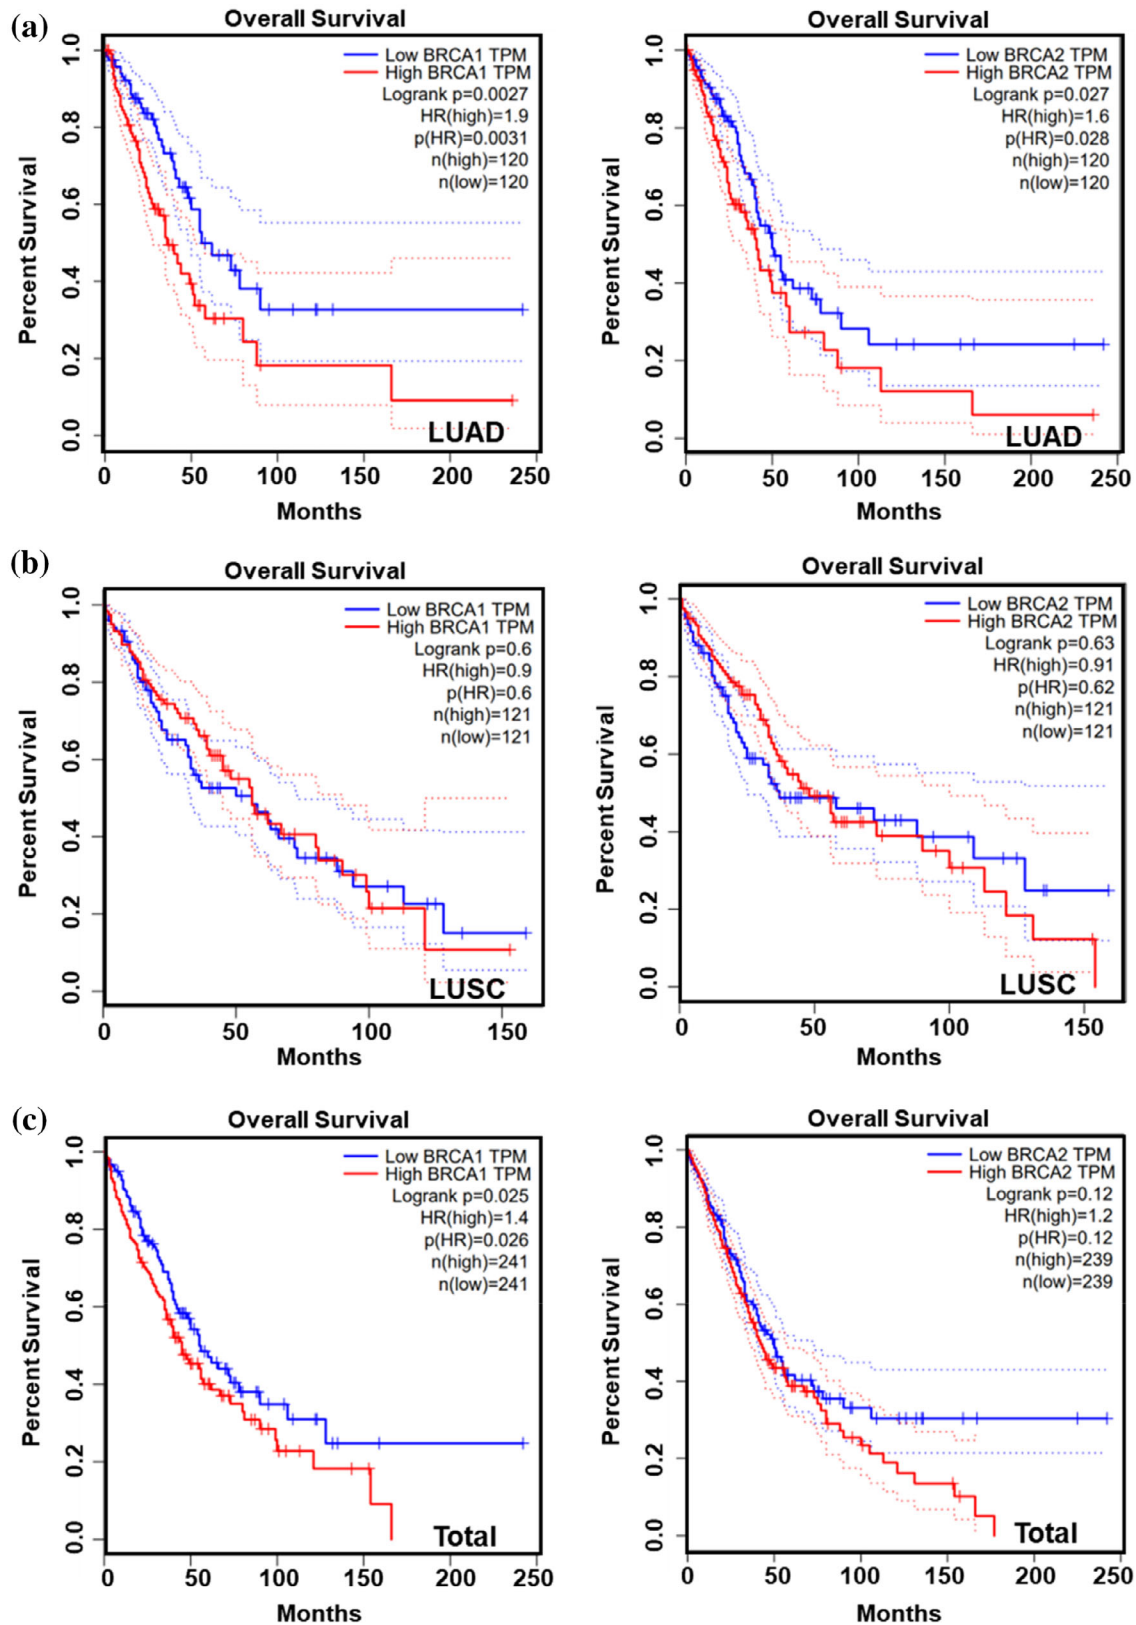 (a)
Overall Survival
Low BRCA1 TPM
High BRCA1 TPM
Logrank p=0.0027
HR(high)=1.9
p(HR)=0.0031
n(high)=120
n(low)=120
Percent Survival
1.0
0.8
0.6
0.4
0.2
0.0
LUAD
0 50 100 150 200 250
Months
Overall Survival
Low BRCA2 TPM
High BRCA2 TPM
Logrank p=0.027
HR(high)=1.6
p(HR)=0.028
n(high)=120
n(low)=120
Percent Survival
1.0
0.8
0.6
0.4
0.2
0.0
LUAD
0 50 100 150 200 250
Months
(b)
Overall Survival
Low BRCA1 TPM
High BRCA1 TPM
Logrank p=0.6
HR(high)=0.9
p(HR)=0.6
n(high)=121
n(low)=121
Percent Survival
1.0
0.8
0.6
0.4
0.2
0.0
LUSC
0 50 100 150
Months
Overall Survival
Low BRCA2 TPM
High BRCA2 TPM
Logrank p=0.63
HR(high)=0.91
p(HR)=0.62
n(high)=121
n(low)=121
Percent Survival
1.0
0.8
0.6
0.4
0.2
0.0
LUSC
0 50 100 150
Months
(c)
Overall Survival
Low BRCA1 TPM
High BRCA1 TPM
Logrank p=0.025
HR(high)=1.4
p(HR)=0.026
n(high)=241
n(low)=241
Percent Survival
1.0
0.8
0.6
0.4
0.2
0.0
Total
0 50 100 150 200 250
Months
Overall Survival
Low BRCA2 TPM
High BRCA2 TPM
Logrank p=0.12
HR(high)=1.2
p(HR)=0.12
n(high)=239
n(low)=239
Percent Survival
1.0
0.8
0.6
0.4
0.2
0.0
Total
0 50 100 150 200 250
Months